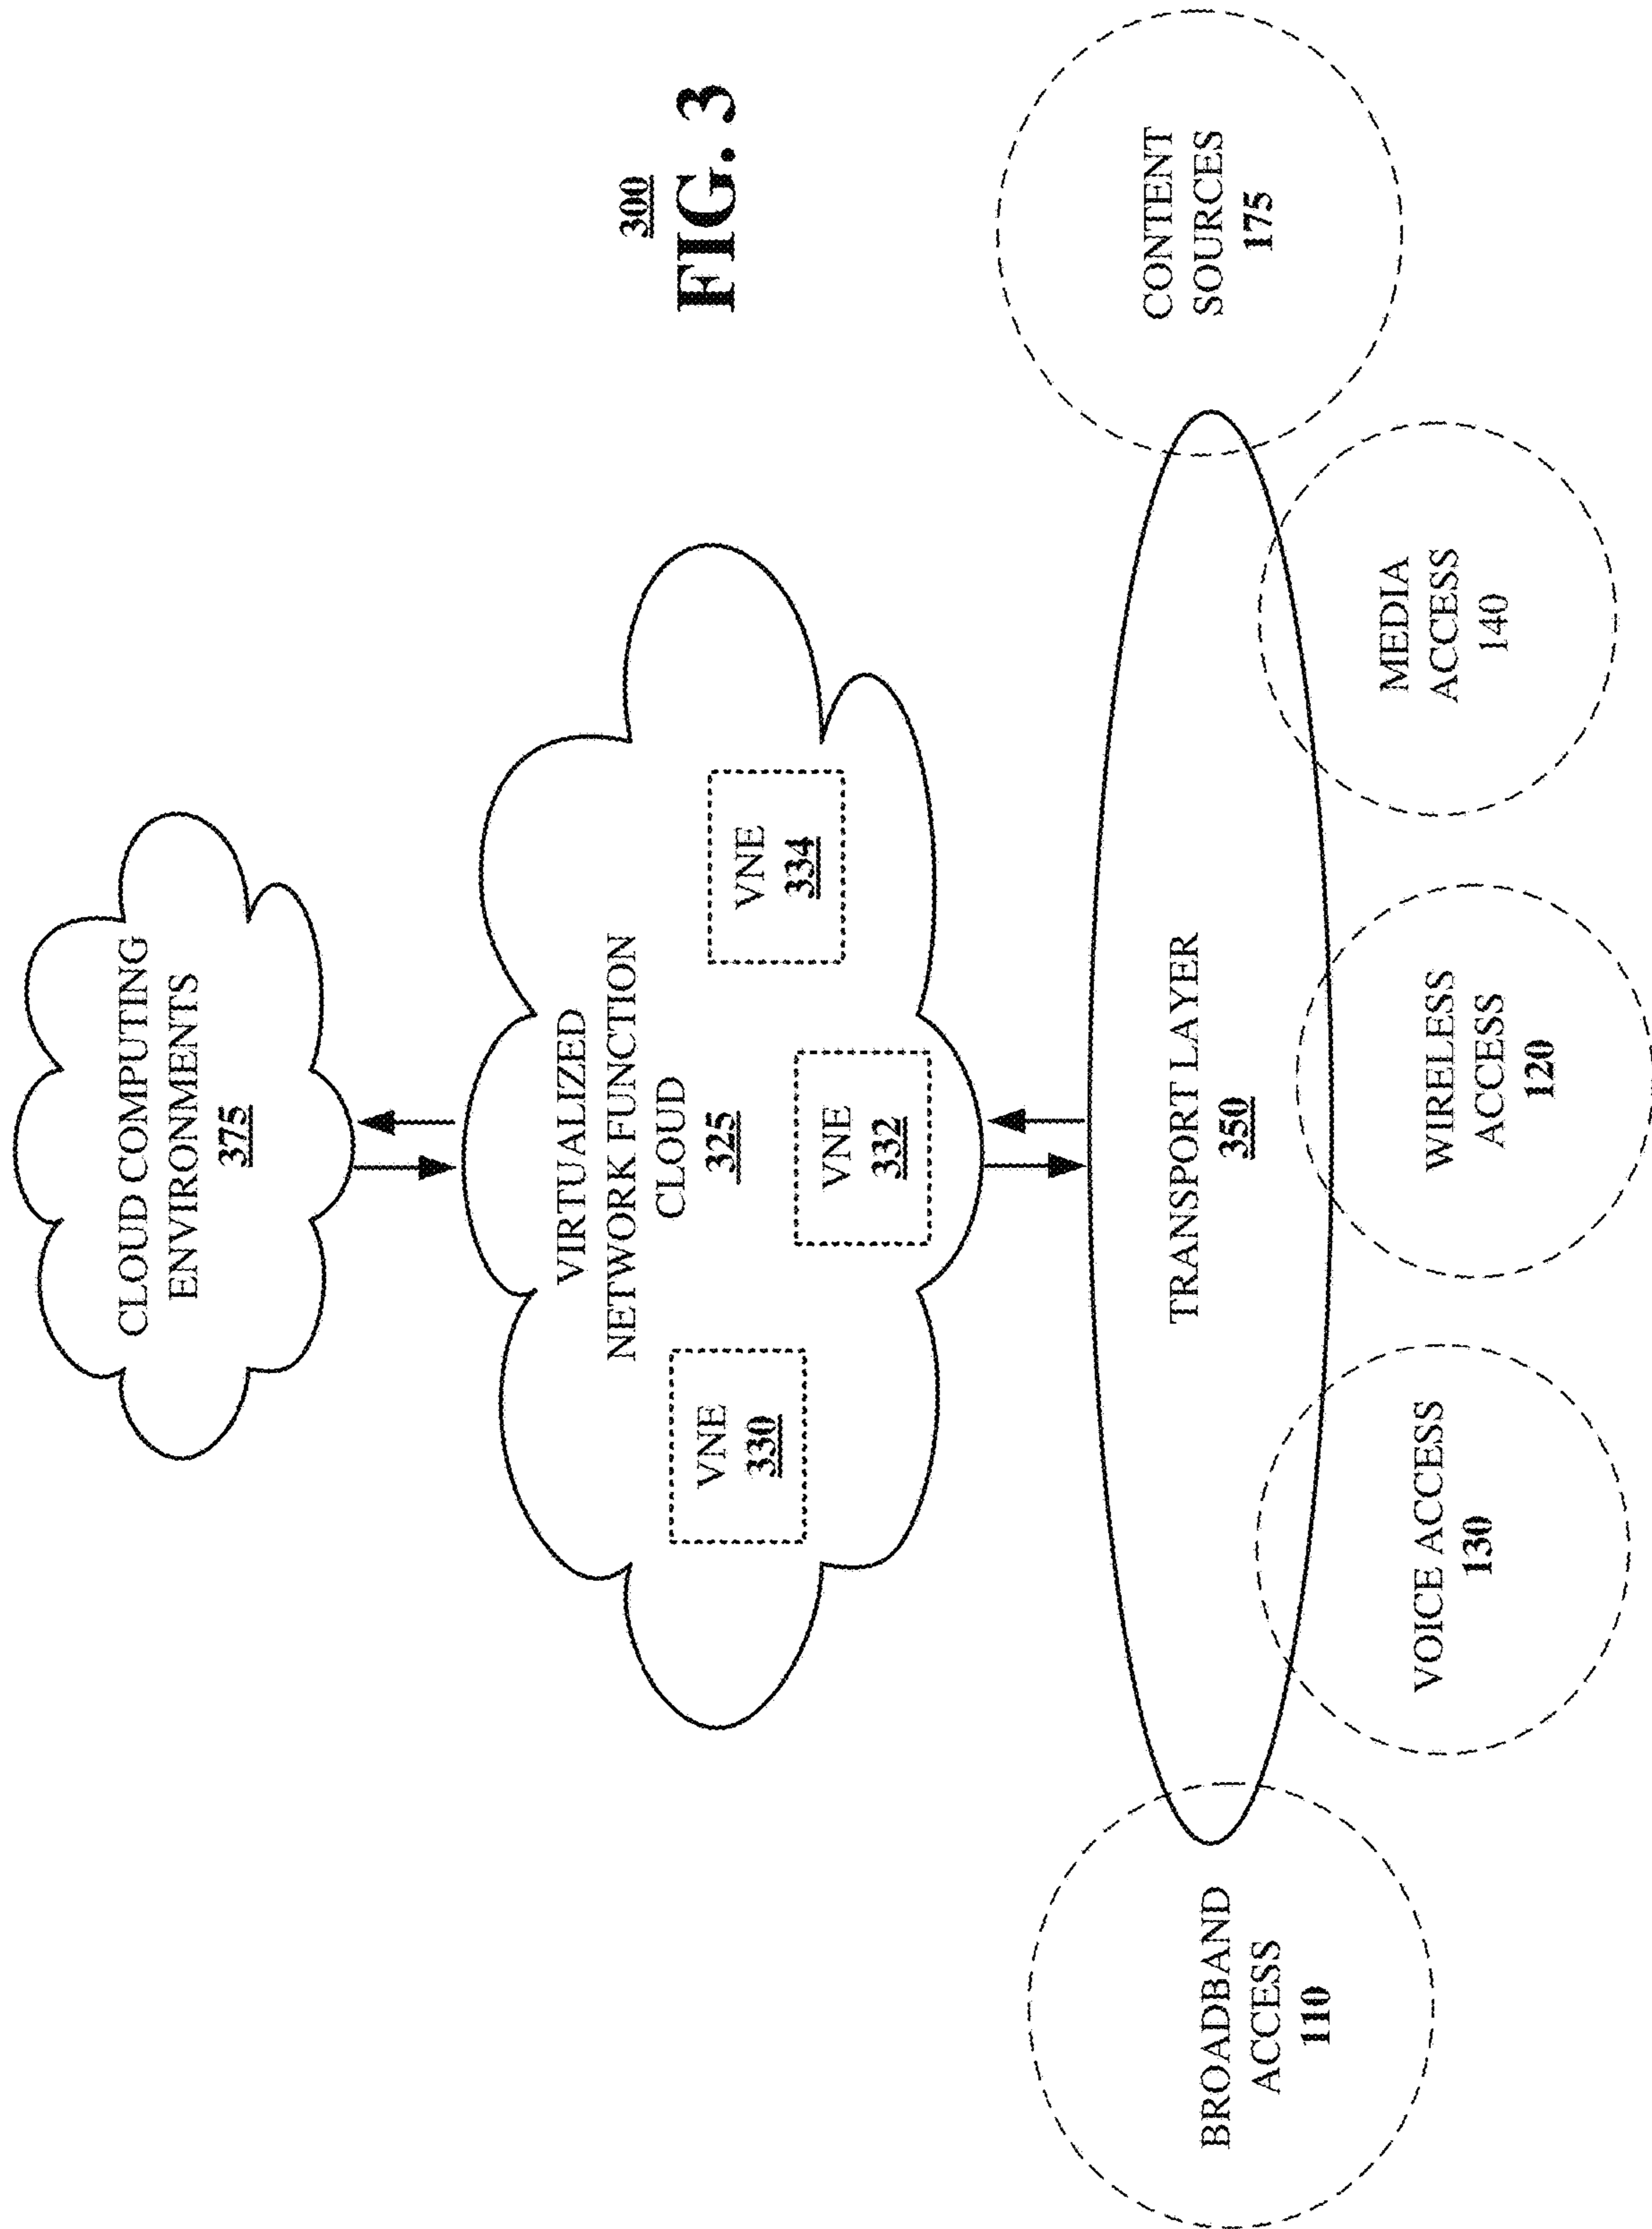 CLOUD COMPUTING
ENVIRONMENTS
375
VIRTUALIZED
NETWORK FUNCTION
CLOUD
325
VNE
330
VNE
332
VNE
334
300
FIG. 3
TRANSPORT LAYER
350
BROADBAND
ACCESS
110
VOICE ACCESS
130
WIRELESS
ACCESS
120
MEDIA
ACCESS
140
CONTENT
SOURCES
175